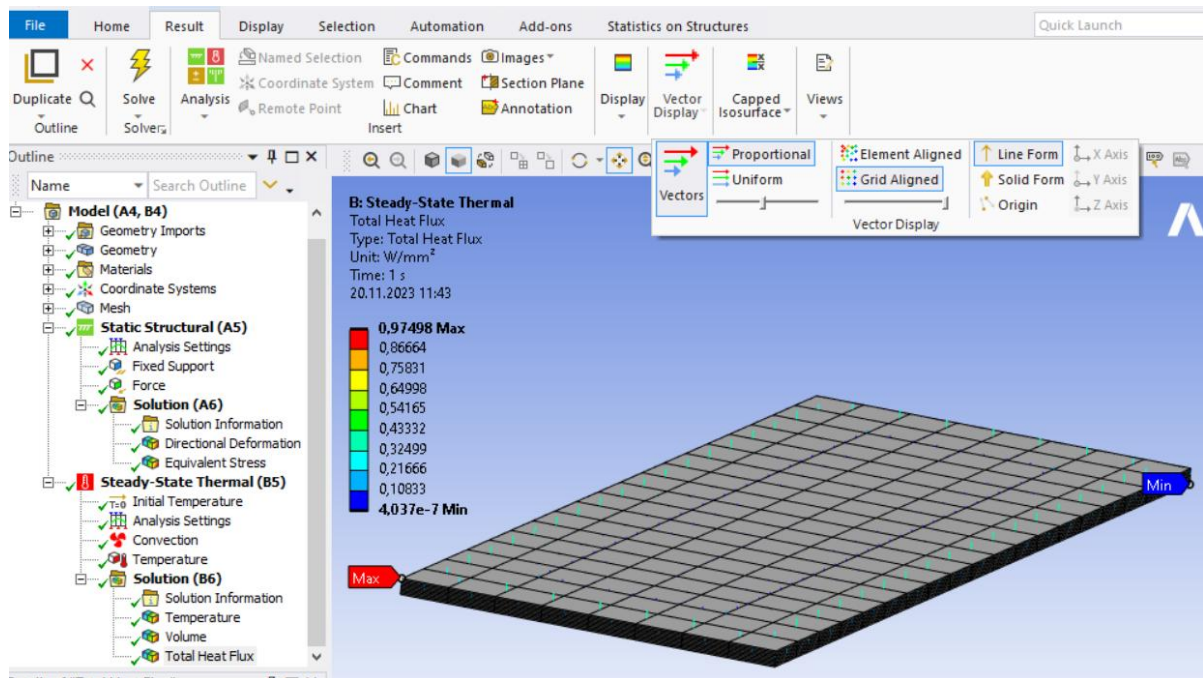 File Home Result Display Selection Automation Add-ons Statistics on Structures Quick Launch
Named Selection Commands Images
Coordinate System Comment Section Plane
Remote Point Chart Annotation
Duplicate Solve Analysis Display Vector Display Capped Isosurface Views
Outline Solver Insert
Proportional Element Aligned Line Form X Axis
Uniform Grid Aligned Solid Form Y Axis
Vectors Origin Z Axis
Vector Display
Outline
Name Search Outline
Model (A4, B4)
Geometry Imports
Geometry
Materials
Coordinate Systems
Mesh
Static Structural (A5)
Analysis Settings
Fixed Support
Force
Solution (A6)
Solution Information
Directional Deformation
Equivalent Stress
Steady-State Thermal (B5)
T=0 Initial Temperature
Analysis Settings
Convection
Temperature
Solution (B6)
Solution Information
Temperature
Volume
Total Heat Flux
B: Steady-State Thermal
Total Heat Flux
Type: Total Heat Flux
Unit: W/mm²
Time: 1 s
20.11.2023 11:43
0,97498 Max
0,86664
0,75831
0,64998
0,54165
0,43332
0,32499
0,21666
0,10833
4,037e-7 Min
Min
Max